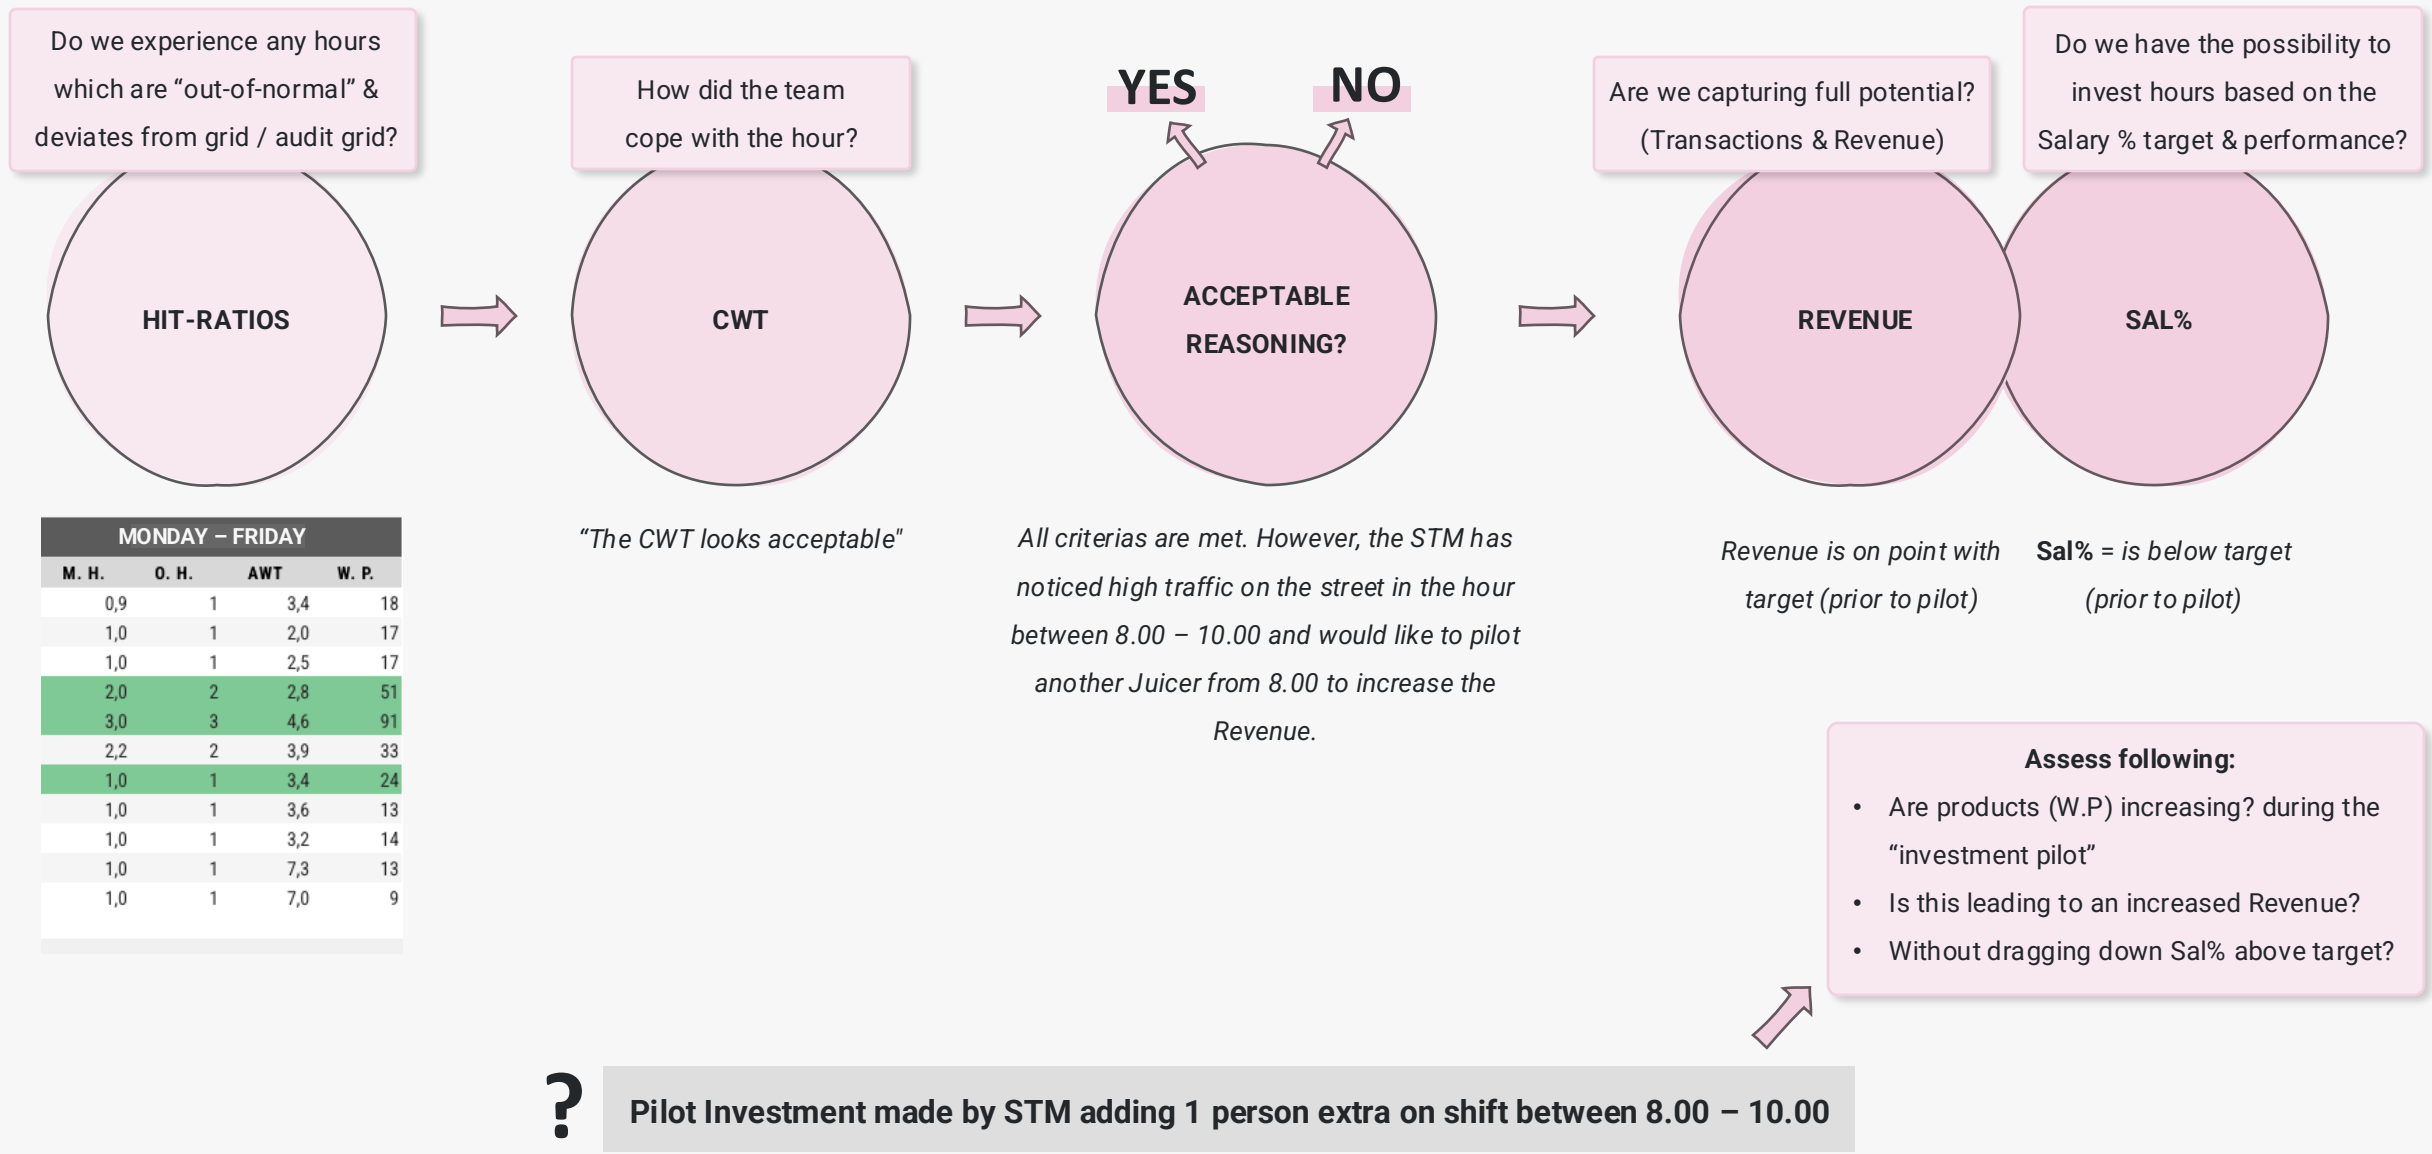 Do we experience any hours
which are “out-of-normal” &
deviates from grid / audit grid?
HIT-RATIOS
How did the team
cope with the hour?
CWT
YES
NO
ACCEPTABLE
REASONING?
Are we capturing full potential?
(Transactions & Revenue)
REVENUE
Do we have the possibility to
invest hours based on the
Salary % target & performance?
SAL%
MONDAY – FRIDAY
M. H. O. H. AWT W. P.
0,9 1 3,4 18
1,0 1 2,0 17
1,0 1 2,5 17
2,0 2 2,8 51
3,0 3 4,6 91
2,2 2 3,9 33
1,0 1 3,4 24
1,0 1 3,6 13
1,0 1 3,2 14
1,0 1 7,3 13
1,0 1 7,0 9
“The CWT looks acceptable"
All criterias are met. However, the STM has
noticed high traffic on the street in the hour
between 8.00 – 10.00 and would like to pilot
another Juicer from 8.00 to increase the
Revenue.
Revenue is on point with
target (prior to pilot)
Sal% = is below target
(prior to pilot)
Assess following:
• Are products (W.P) increasing? during the
“investment pilot”
• Is this leading to an increased Revenue?
• Without dragging down Sal% above target?
?
Pilot Investment made by STM adding 1 person extra on shift between 8.00 – 10.00